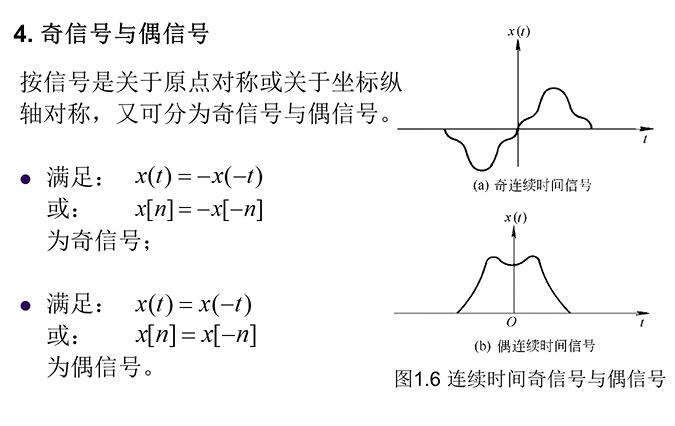 4. 奇信号与偶信号
按信号是关于原点对称或关于坐标纵
轴对称，又可分为奇信号与偶信号。
● 满足： x(t) = −x(−t)
或： x[n] = −x[−n]
为奇信号；
● 满足： x(t) = x(−t)
或： x[n] = x[−n]
为偶信号。
x(t)
t
(a) 奇连续时间信号
x(t)
O
t
(b) 偶连续时间信号
图1.6 连续时间奇信号与偶信号